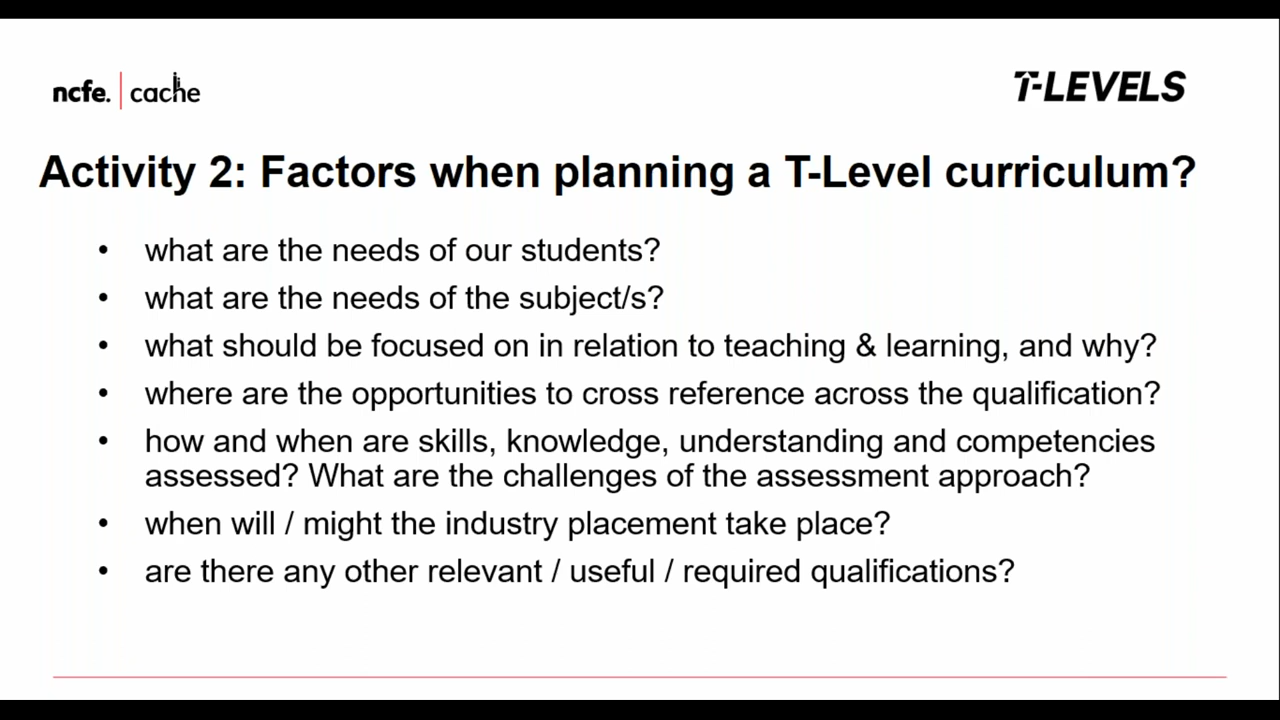 ncfe. cache
T-LEVELS
Activity 2: Factors when planning a T-Level curriculum?
• what are the needs of our students?
• what are the needs of the subject/s?
• what should be focused on in relation to teaching & learning, and why?
• where are the opportunities to cross reference across the qualification?
• how and when are skills, knowledge, understanding and competencies
assessed? What are the challenges of the assessment approach?
• when will / might the industry placement take place?
• are there any other relevant / useful / required qualifications?